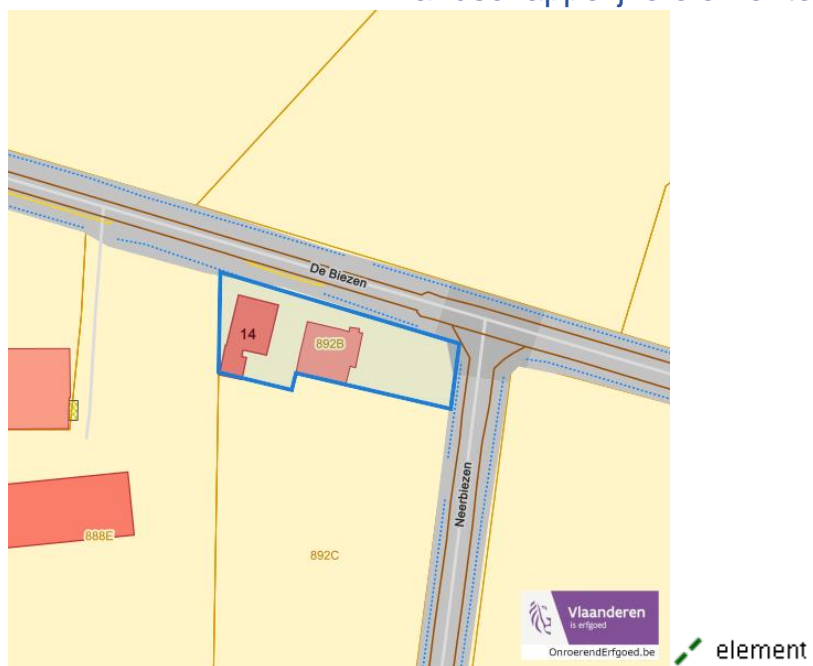 De Biezen
14
892B
Neerbiezen
888E
892C
Vlaanderen
is erfgoed
OnroerendErfgoed.be
element